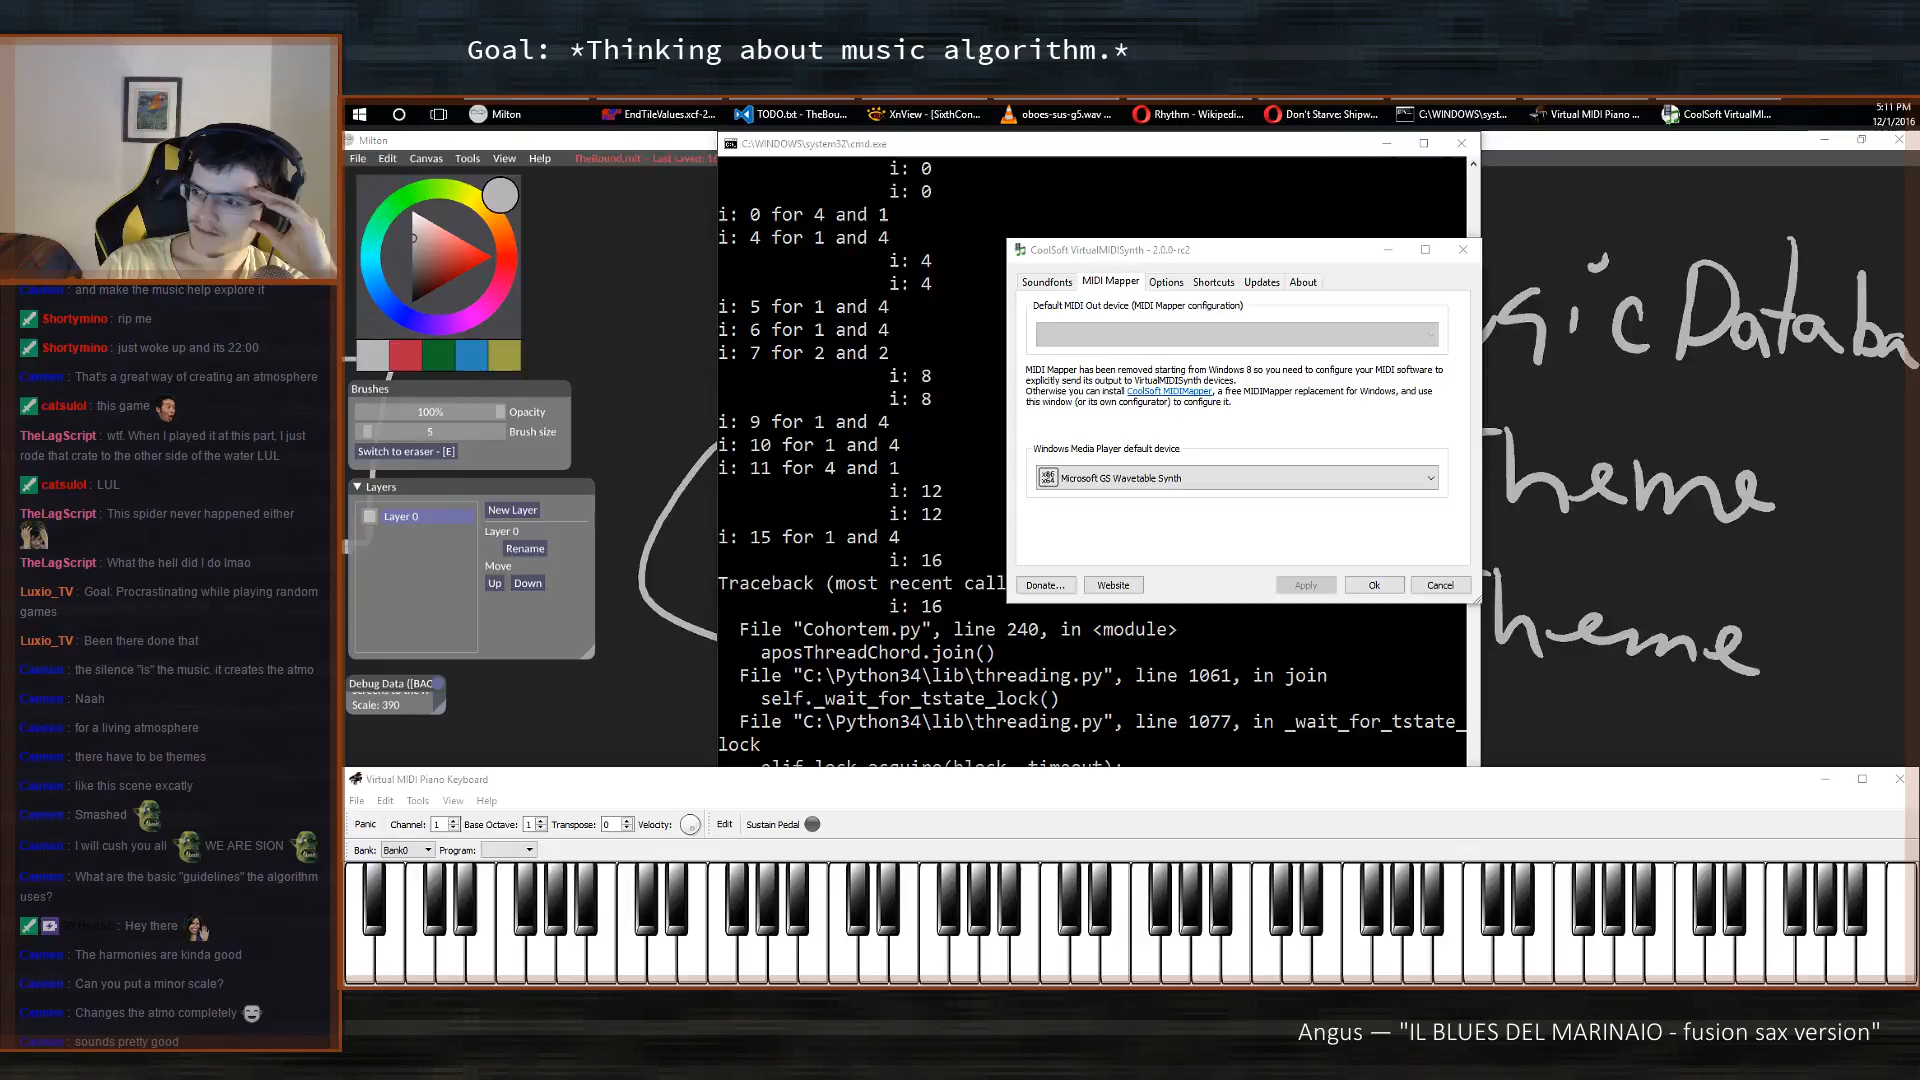 Goal: *Thinking about music algorithm.*
Milton
EndTileValues.xcf-2...
TODO.txt - TheBou...
XnView - [SixthCon...
oboes-sus-g5.wav ...
Rhythm - Wikipedi...
Don't Starve: Shipw...
C:\WINDOWS\syst...
Virtual MIDI Piano ...
CoolSoft VirtualMI...
5:11 PM
12/1/2016
Milton
File Edit Canvas Tools View Help
TheBound.mlt - Last saved: 1
Brushes
100% Opacity
5 Brush size
Switch to eraser - [E]
Layers
Layer 0
New Layer
Layer 0
Rename
Move
Up Down
Debug Data ([BAC
Scale: 390
C:\WINDOWS\system32\cmd.exe
i: 0
i: 0
i: 0 for 4 and 1
i: 4 for 1 and 4
i: 4
i: 4
i: 5 for 1 and 4
i: 6 for 1 and 4
i: 7 for 2 and 2
i: 8
i: 8
i: 9 for 1 and 4
i: 10 for 1 and 4
i: 11 for 4 and 1
i: 12
i: 12
i: 15 for 1 and 4
i: 16
Traceback (most recent call
i: 16
File "Cohortem.py", line 240, in <module>
aposThreadChord.join()
File "C:\Python34\lib\threading.py", line 1061, in join
self._wait_for_tstate_lock()
File "C:\Python34\lib\threading.py", line 1077, in _wait_for_tstate_
lock
elif lock.acquire(block, timeout):
CoolSoft VirtualMIDISynth - 2.0.0-rc2
Soundfonts MIDI Mapper Options Shortcuts Updates About
Default MIDI Out device (MIDI Mapper configuration)
MIDI Mapper has been removed starting from Windows 8 so you need to configure your MIDI software to
explicitly send its output to VirtualMIDISynth devices.
Otherwise you can install CoolSoft MIDIMapper, a free MIDIMapper replacement for Windows, and use
this window (or its own configurator) to configure it.
Windows Media Player default device
x86 x64 Microsoft GS Wavetable Synth
Donate... Website Apply Ok Cancel
sic Databa
Theme
Theme
Virtual MIDI Piano Keyboard
File Edit Tools View Help
Panic Channel: 1 Base Octave: 1 Transpose: 0 Velocity: Edit Sustain Pedal
Bank: Bank0 Program:
and make the music help explore it
Shortymino : rip me
Shortymino : just woke up and its 22:00
That's a great way of creating an atmosphere
catsulol : this game
TheLagScript : wtf. When I played it at this part, I just
rode that crate to the other side of the water LUL
catsulol : LUL
TheLagScript : This spider never happened either
TheLagScript : What the hell did I do lmao
Luxio_TV : Goal: Procrastinating while playing random
games
Luxio_TV : Been there done that
the silence "is" the music. it creates the atmo
Naah
for a living atmosphere
there have to be themes
like this scene excatly
Smashed
I will cush you all WE ARE SION
What are the basic "guidelines" the algorithm
uses?
Hey there
The harmonies are kinda good
Can you put a minor scale?
Changes the atmo completely
sounds pretty good
Angus — "IL BLUES DEL MARINAIO - fusion sax version"